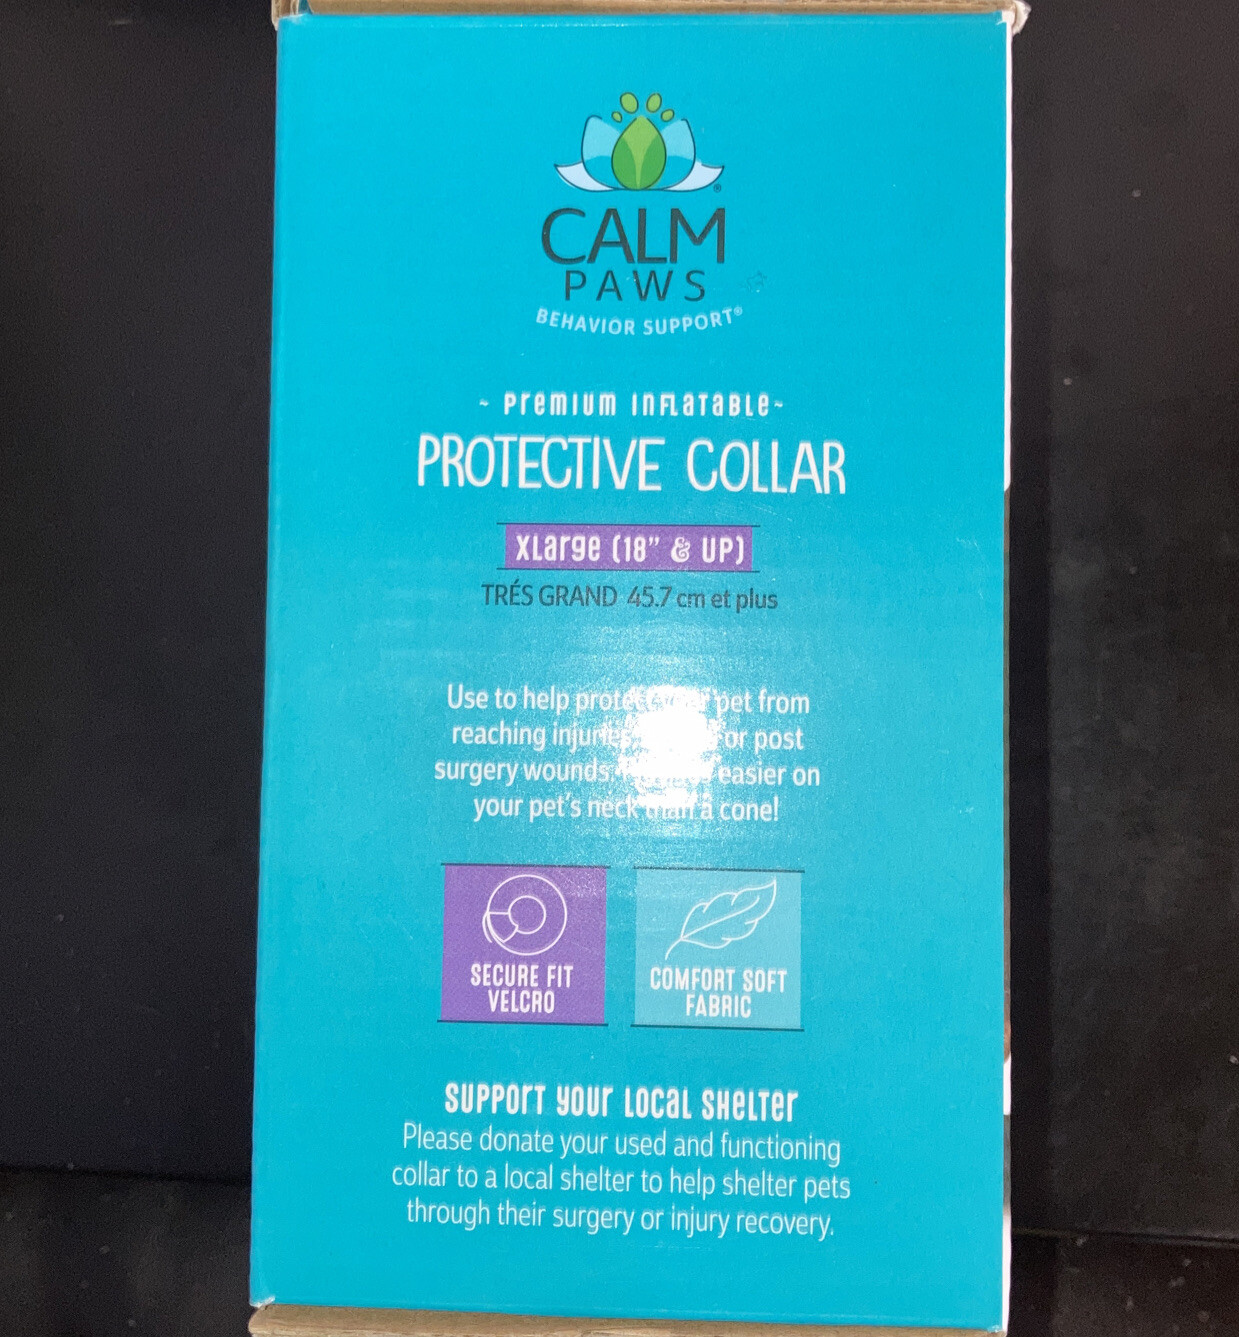 CALM
PAWS
BEHAVIOR SUPPORT®
~ Premium Inflatable ~
PROTECTIVE COLLAR
XLarge (18” & UP)
TRÉS GRAND 45.7 cm et plus
Use to help protect your pet from
reaching injuries or post
surgery wounds. easier on
your pet's neck than a cone!
SECURE FIT
VELCRO
COMFORT SOFT
FABRIC
SUPPORT YOUR LOCAL SHELTER
Please donate your used and functioning
collar to a local shelter to help shelter pets
through their surgery or injury recovery.